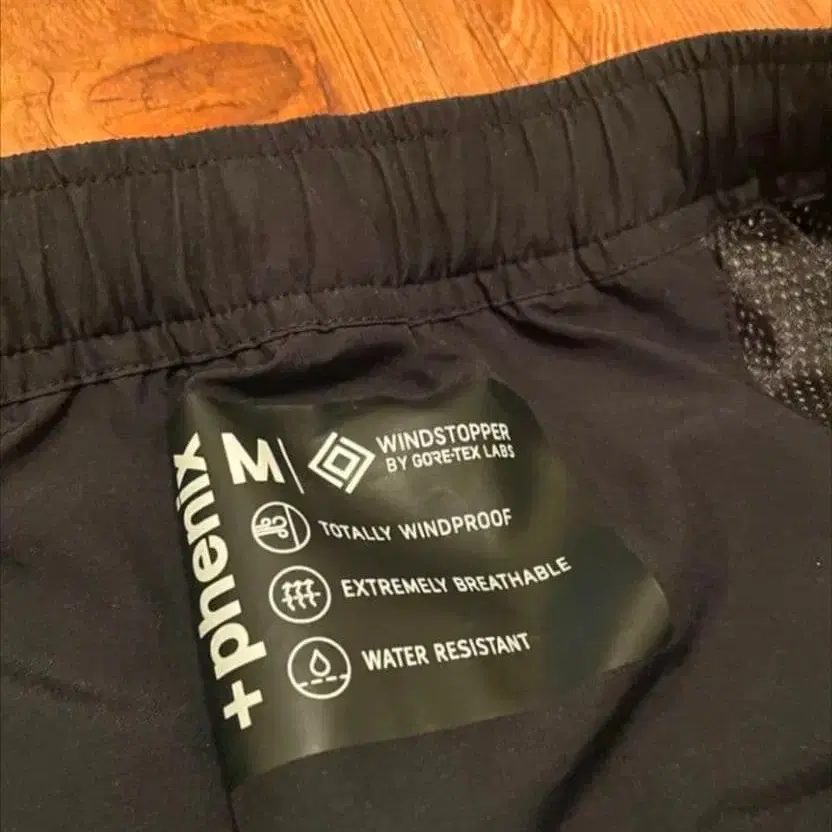 +phenix
M
WINDSTOPPER
BY GORE-TEX LABS
TOTALLY WINDPROOF
EXTREMELY BREATHABLE
WATER RESISTANT